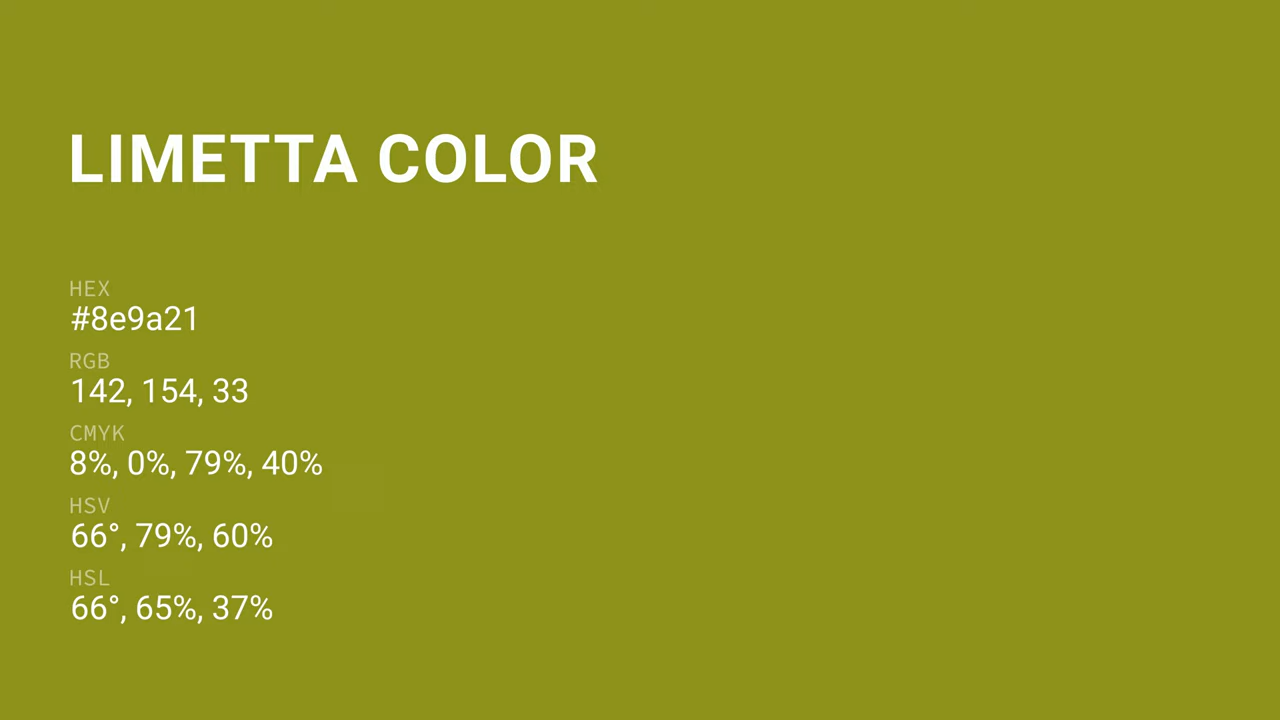 LIMETTA COLOR
HEX
#8e9a21
RGB
142, 154, 33
CMYK
8%, 0%, 79%, 40%
HSV
66°, 79%, 60%
HSL
66°, 65%, 37%